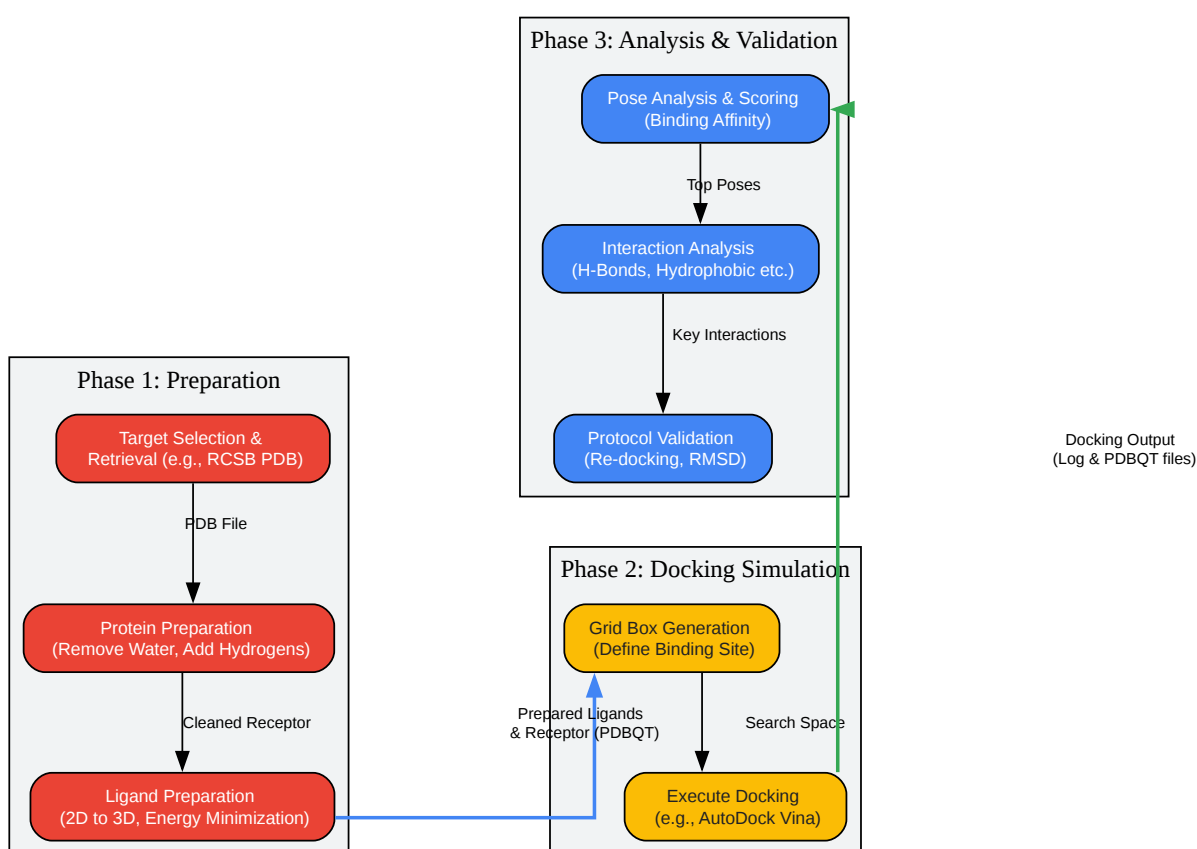 Phase 3: Analysis & Validation
Pose Analysis & Scoring
(Binding Affinity)
Top Poses
Interaction Analysis
(H-Bonds, Hydrophobic etc.)
Key Interactions
Protocol Validation
(Re-docking, RMSD)
Phase 1: Preparation
Target Selection &
Retrieval (e.g., RCSB PDB)
PDB File
Protein Preparation
(Remove Water, Add Hydrogens)
Cleaned Receptor
Ligand Preparation
(2D to 3D, Energy Minimization)
Prepared Ligands
& Receptor (PDBQT)
Phase 2: Docking Simulation
Grid Box Generation
(Define Binding Site)
Search Space
Execute Docking
(e.g., AutoDock Vina)
Docking Output
(Log & PDBQT files)